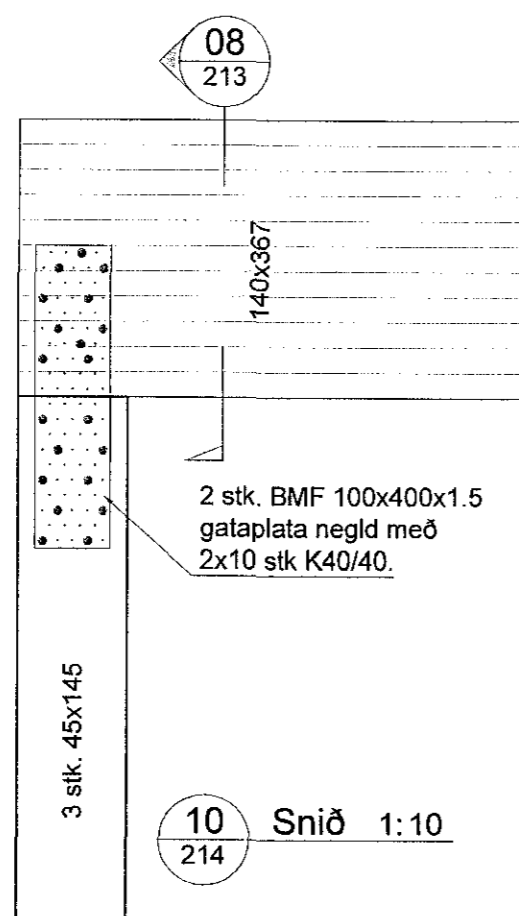 08
213
140x367
2 stk. BMF 100x400x1.5
gataplata negld með
2x10 stk K40/40.
3 stk. 45x145
10 Snið 1:10
214